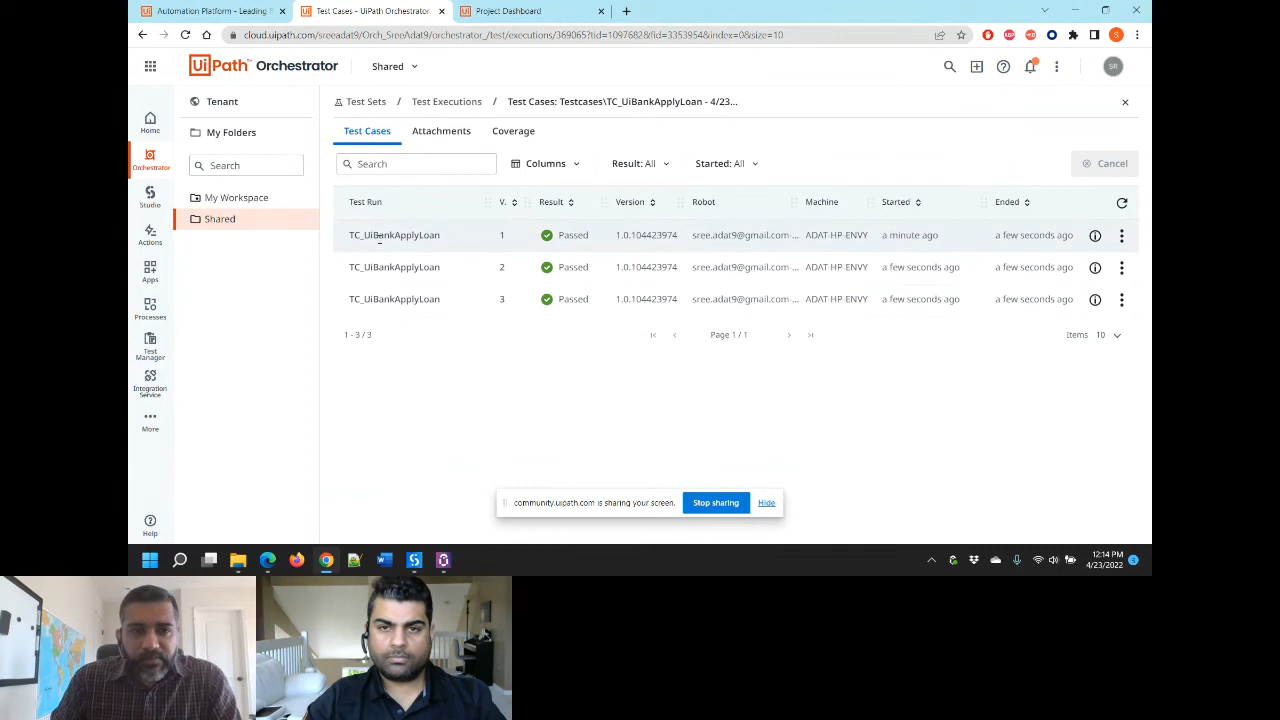 Automation Platform - Leading
Test Cases - UiPath Orchestrator
Project Dashboard
cloud.uipath.com/sreeadat9/Orch_SreeAdat9/orchestrator_/test/executions/369065?tid=1097682&fid=3353954&index=0&size=10
UiPath Orchestrator
Shared
SR
Home
Orchestrator
Studio
Actions
Apps
Processes
Test Manager
Integration Service
More
Help
Tenant
My Folders
Search
My Workspace
Shared
Test Sets / Test Executions / Test Cases: Testcases\TC_UiBankApplyLoan - 4/23...
Test Cases Attachments Coverage
Search Columns Result: All Started: All Cancel
Test Run V. Result Version Robot Machine Started Ended
TC_UiBankApplyLoan 1 Passed 1.0.104423974 sree.adat9@gmail.com-... ADAT-HP-ENVY a minute ago a few seconds ago
TC_UiBankApplyLoan 2 Passed 1.0.104423974 sree.adat9@gmail.com-... ADAT-HP-ENVY a few seconds ago a few seconds ago
TC_UiBankApplyLoan 3 Passed 1.0.104423974 sree.adat9@gmail.com-... ADAT-HP-ENVY a few seconds ago a few seconds ago
1 - 3 / 3 Page 1 / 1 Items 10
community.uipath.com is sharing your screen. Stop sharing Hide
12:14 PM
4/23/2022